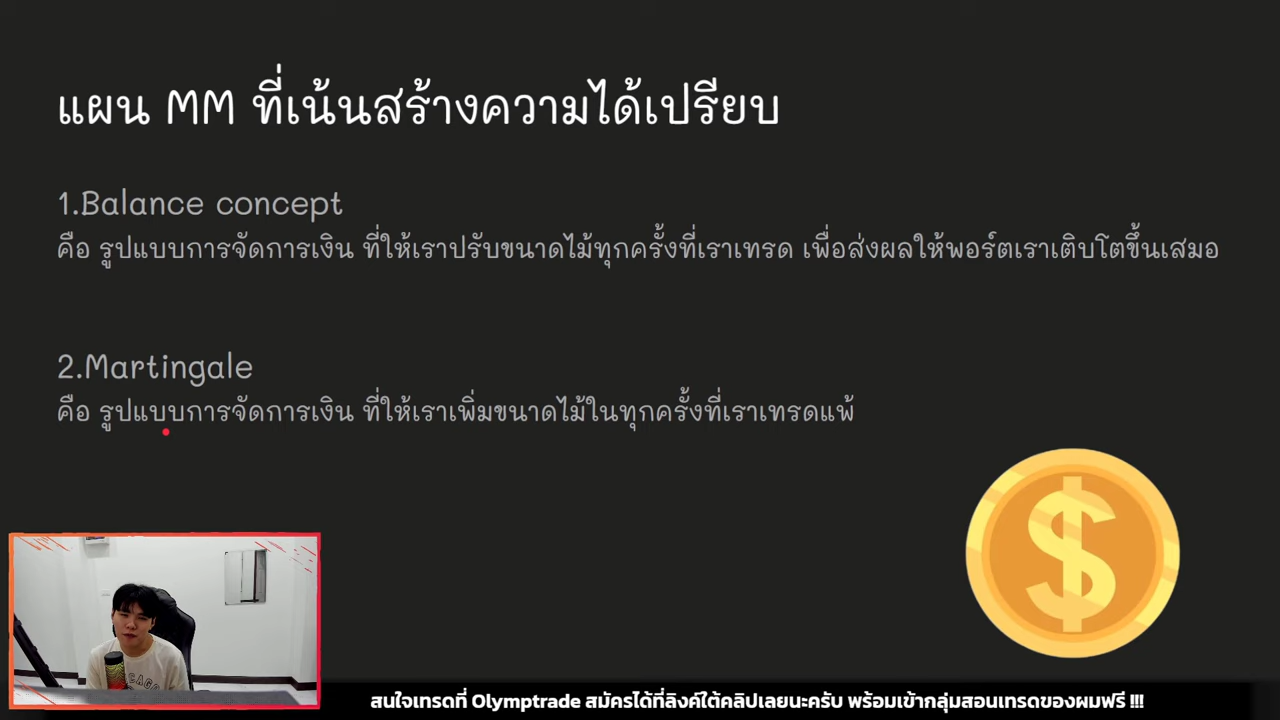 แผน MM ที่เน้นสร้างความได้เปรียบ
1.Balance concept
คือ รูปแบบการจัดการเงิน ที่ให้เราปรับขนาดไม้ทุกครั้งที่เราเทรด เพื่อส่งผลให้พอร์ตเราเติบโตขึ้นเสมอ
2.Martingale
คือ รูปแบบการจัดการเงิน ที่ให้เราเพิ่มขนาดไม้ในทุกครั้งที่เราเทรดแพ้
สนใจเทรดที่ Olymptrade สมัครได้ที่ลิงค์ใต้คลิปเลยนะครับ พร้อมเข้ากลุ่มสอนเทรดของผมฟรี !!!